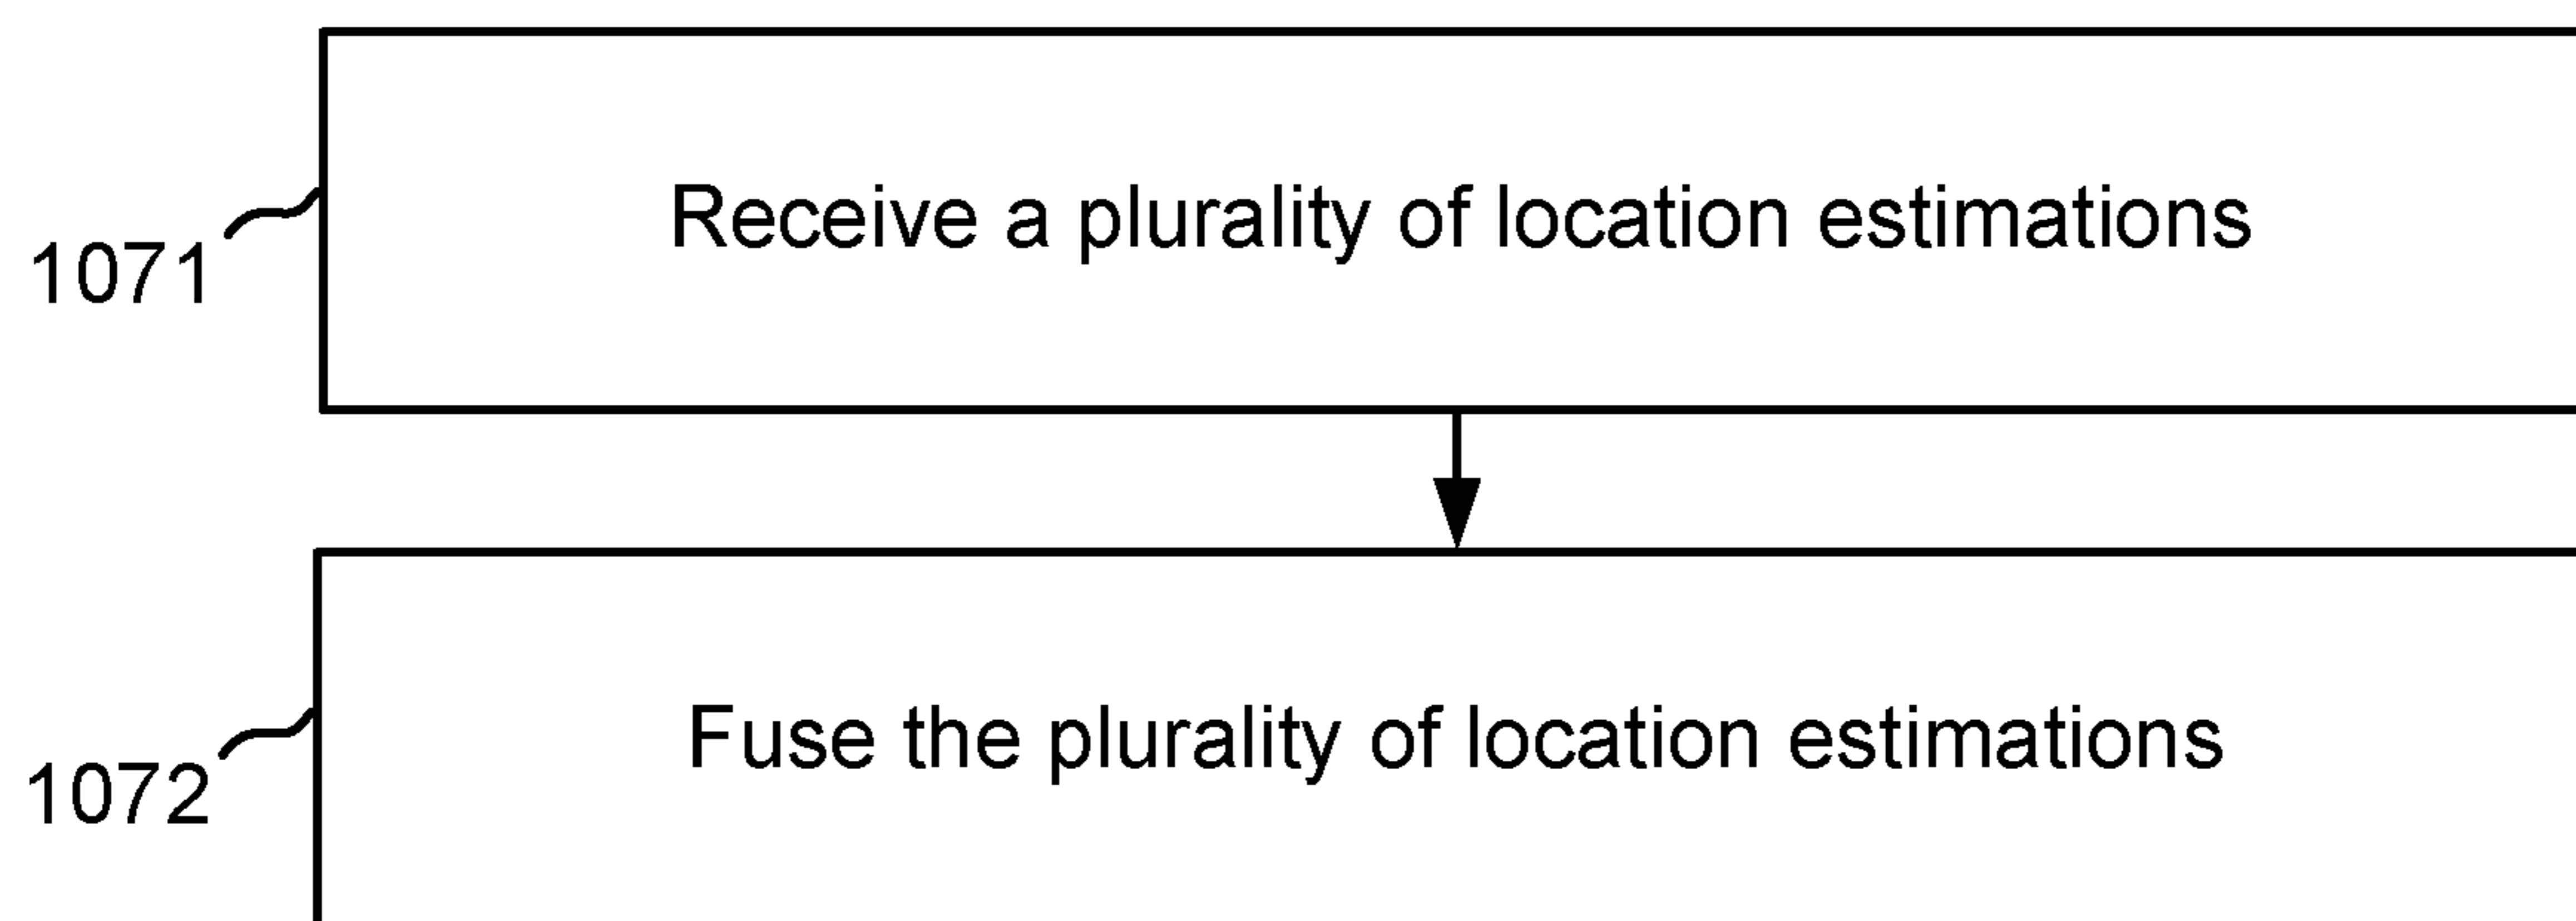 Receive a plurality of location estimations
1071
Fuse the plurality of location estimations
1072